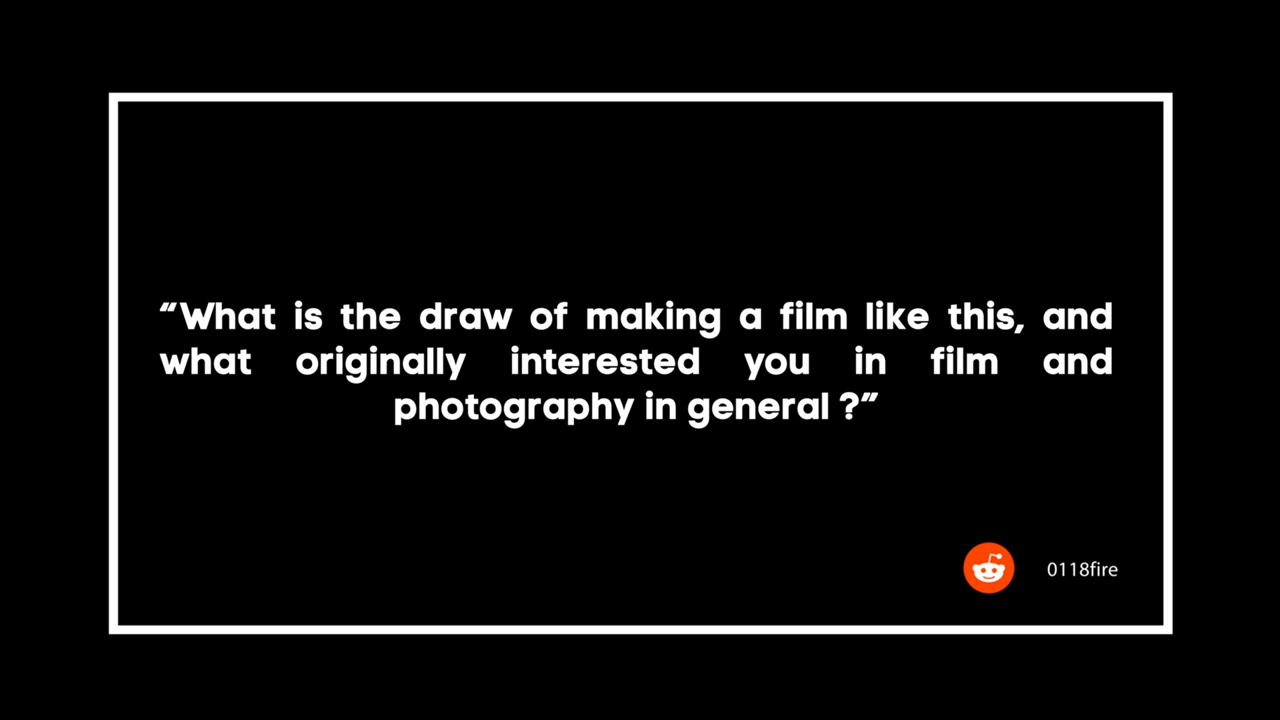 “What is the draw of making a film like this, and
what originally interested you in film and
photography in general ?”
0118fire